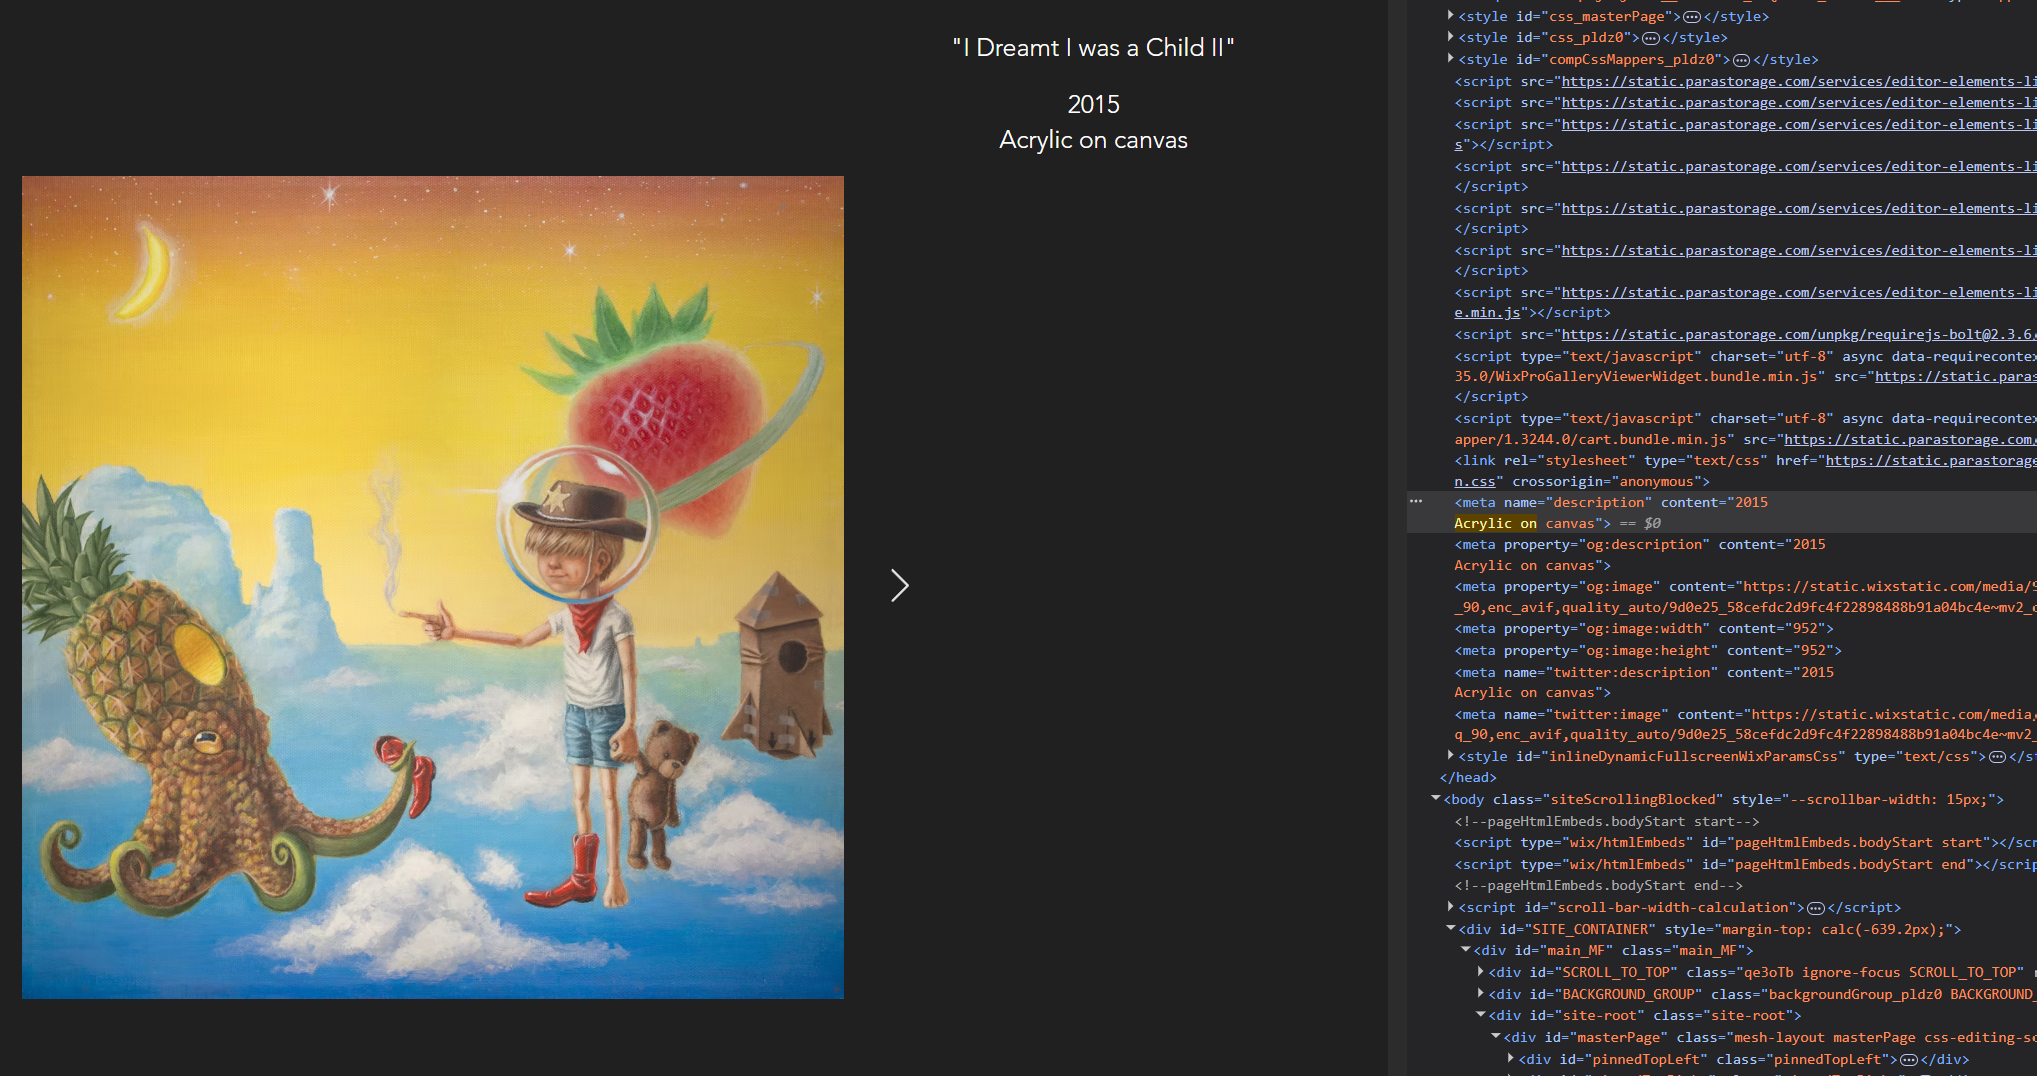 "I Dreamt I was a Child II"
2015
Acrylic on canvas
<style id="css_masterPage"></style>
<style id="css_pldz0"></style>
<style id="compCssMappers_pldz0"></style>
<script src="https://static.parastorage.com/services/editor-elements-li
<script src="https://static.parastorage.com/services/editor-elements-li
<script src="https://static.parastorage.com/services/editor-elements-li
s"></script>
<script src="https://static.parastorage.com/services/editor-elements-li
</script>
<script src="https://static.parastorage.com/services/editor-elements-li
</script>
<script src="https://static.parastorage.com/services/editor-elements-li
</script>
<script src="https://static.parastorage.com/services/editor-elements-li
e.min.js"></script>
<script src="https://static.parastorage.com/unpkg/requirejs-bolt@2.3.6
<script type="text/javascript" charset="utf-8" async data-requirecontex
35.0/WixProGalleryViewerWidget.bundle.min.js" src="https://static.paras
</script>
<script type="text/javascript" charset="utf-8" async data-requirecontex
apper/1.3244.0/cart.bundle.min.js" src="https://static.parastorage.com
<link rel="stylesheet" type="text/css" href="https://static.parastorage
n.css" crossorigin="anonymous">
<meta name="description" content="2015
Acrylic on canvas"> == $0
<meta property="og:description" content="2015
Acrylic on canvas">
<meta property="og:image" content="https://static.wixstatic.com/media/9
_90,enc_avif,quality_auto/9d0e25_58cefdc2d9fc4f22898488b91a04bc4e~mv2_d
<meta property="og:image:width" content="952">
<meta property="og:image:height" content="952">
<meta name="twitter:description" content="2015
Acrylic on canvas">
<meta name="twitter:image" content="https://static.wixstatic.com/media
q_90,enc_avif,quality_auto/9d0e25_58cefdc2d9fc4f22898488b91a04bc4e~mv2_
<style id="inlineDynamicFullscreenWixParamsCss" type="text/css"></st
</head>
<body class="siteScrollingBlocked" style="--scrollbar-width: 15px;">
<!--pageHtmlEmbeds.bodyStart start-->
<script type="wix/htmlEmbeds" id="pageHtmlEmbeds.bodyStart start"></scr
<script type="wix/htmlEmbeds" id="pageHtmlEmbeds.bodyStart end"></scrip
<!--pageHtmlEmbeds.bodyStart end-->
<script id="scroll-bar-width-calculation"></script>
<div id="SITE_CONTAINER" style="margin-top: calc(-639.2px);">
<div id="main_MF" class="main_MF">
<div id="SCROLL_TO_TOP" class="qe3oTb ignore-focus SCROLL_TO_TOP" r
<div id="BACKGROUND_GROUP" class="backgroundGroup_pldz0 BACKGROUND_
<div id="site-root" class="site-root">
<div id="masterPage" class="mesh-layout masterPage css-editing-sc
<div id="pinnedTopLeft" class="pinnedTopLeft"></div>